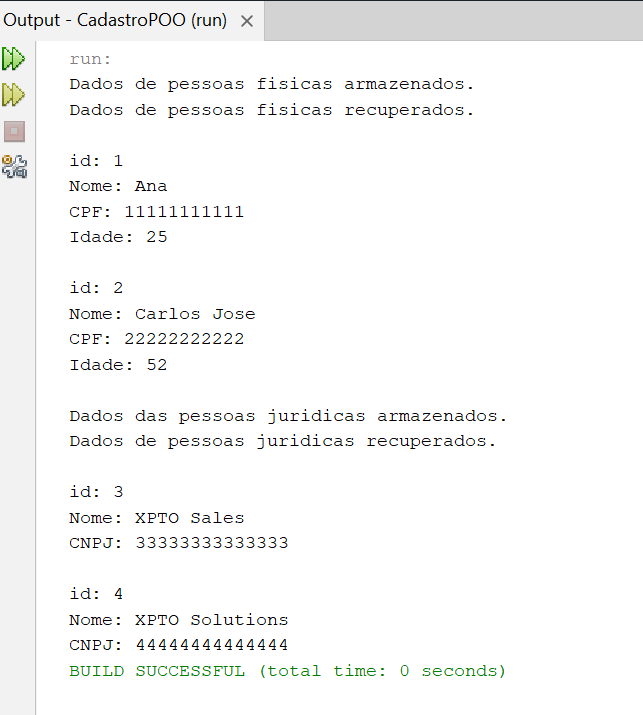 Output - CadastroPOO (run) ×
run:
Dados de pessoas fisicas armazenados.
Dados de pessoas fisicas recuperados.
id: 1
Nome: Ana
CPF: 11111111111
Idade: 25
id: 2
Nome: Carlos Jose
CPF: 22222222222
Idade: 52
Dados das pessoas juridicas armazenados.
Dados de pessoas juridicas recuperados.
id: 3
Nome: XPTO Sales
CNPJ: 33333333333333
id: 4
Nome: XPTO Solutions
CNPJ: 44444444444444
BUILD SUCCESSFUL (total time: 0 seconds)